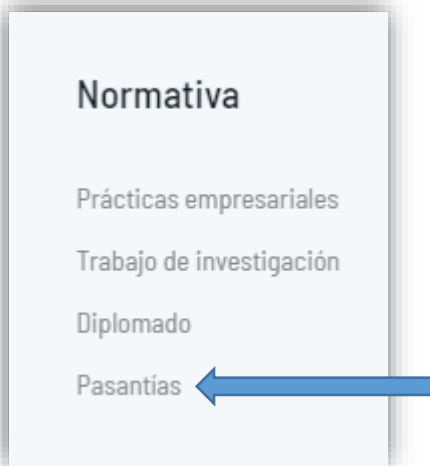 Normativa
Prácticas empresariales
Trabajo de investigación
Diplomado
Pasantías